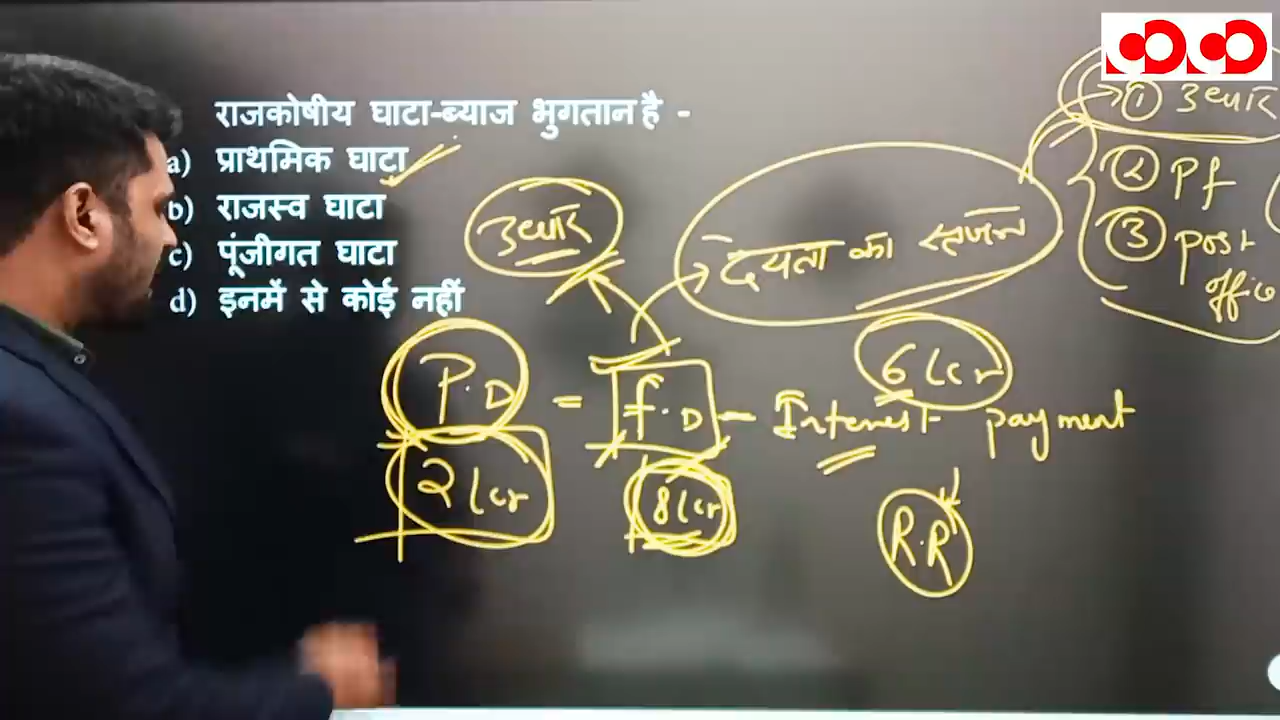 राजकोषीय घाटा-ब्याज भुगतान है -
a) प्राथमिक घाटा
b) राजस्व घाटा
c) पूंजीगत घाटा
d) इनमें से कोई नहीं
उधार
देयता का सृजन
① उधार
② Pf
③ post office
6 lcr
P.D = f.D - Interest payment
2 lcr
8 lcr
R.R